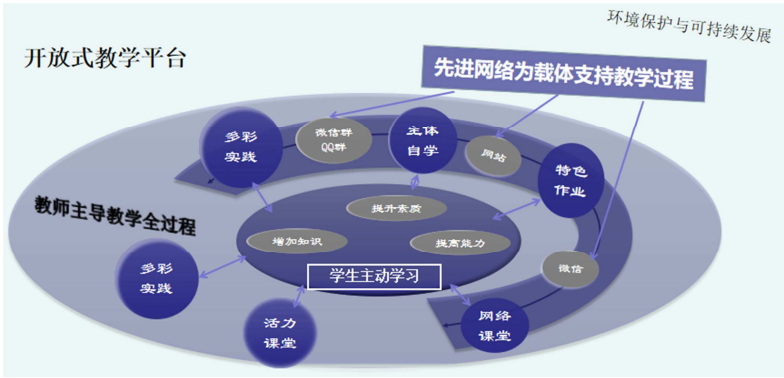 环境保护与可持续发展
开放式教学平台
先进网络为载体支持教学过程
多彩
实践
微信群
QQ群
主体
自学
网站
特色
作业
教师主导教学全过程
提升素质
增加知识
提高能力
学生主动学习
微信
多彩
实践
活力
课堂
网络
课堂